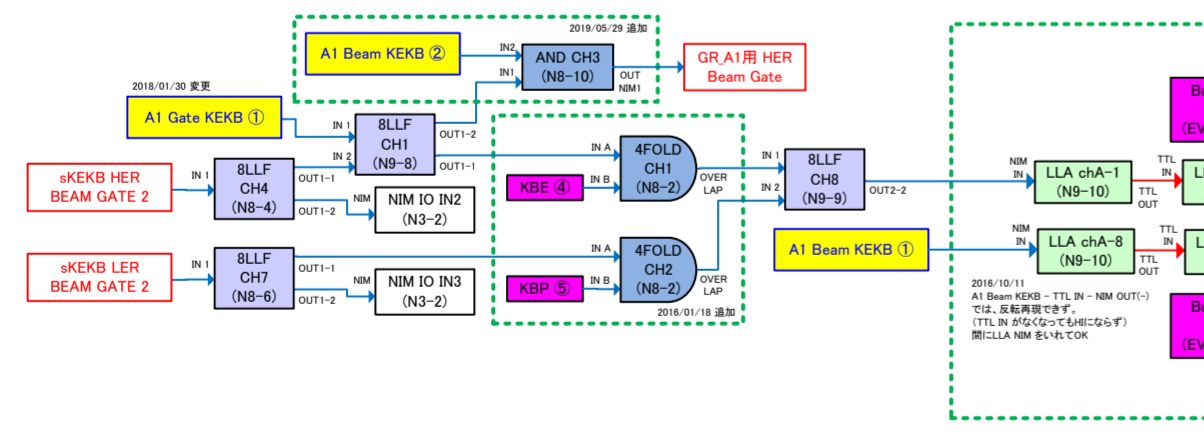 2019/05/29 追加
A1 Beam KEKB ②
IN2
IN1
AND CH3
(N8-10)
OUT
NIM1
GR_A1用 HER
Beam Gate
2018/01/30 変更
A1 Gate KEKB ①
IN 1
IN 2
8LLF
CH1
(N9-8)
OUT1-2
OUT1-1
sKEKB HER
BEAM GATE 2
IN 1
8LLF
CH4
(N8-4)
OUT1-1
OUT1-2
NIM
NIM IO IN2
(N3-2)
sKEKB LER
BEAM GATE 2
IN 1
8LLF
CH7
(N8-6)
OUT1-1
OUT1-2
NIM
NIM IO IN3
(N3-2)
IN A
KBE ④
IN B
4FOLD
CH1
(N8-2)
OVER
LAP
IN A
KBP ⑤
IN B
4FOLD
CH2
(N8-2)
OVER
LAP
2016/01/18 追加
IN 1
IN 2
8LLF
CH8
(N9-9)
OUT2-2
A1 Beam KEKB ①
NIM
IN
LLA chA-1
(N9-10)
TTL
OUT
TTL
IN
NIM
IN
LLA chA-8
(N9-10)
TTL
OUT
TTL
IN
2016/10/11
A1 Beam KEKB - TTL IN - NIM OUT(-)
では、反転再現できず。
(TTL IN がなくなってもHIにならず)
間にLLA NIM をいれてOK